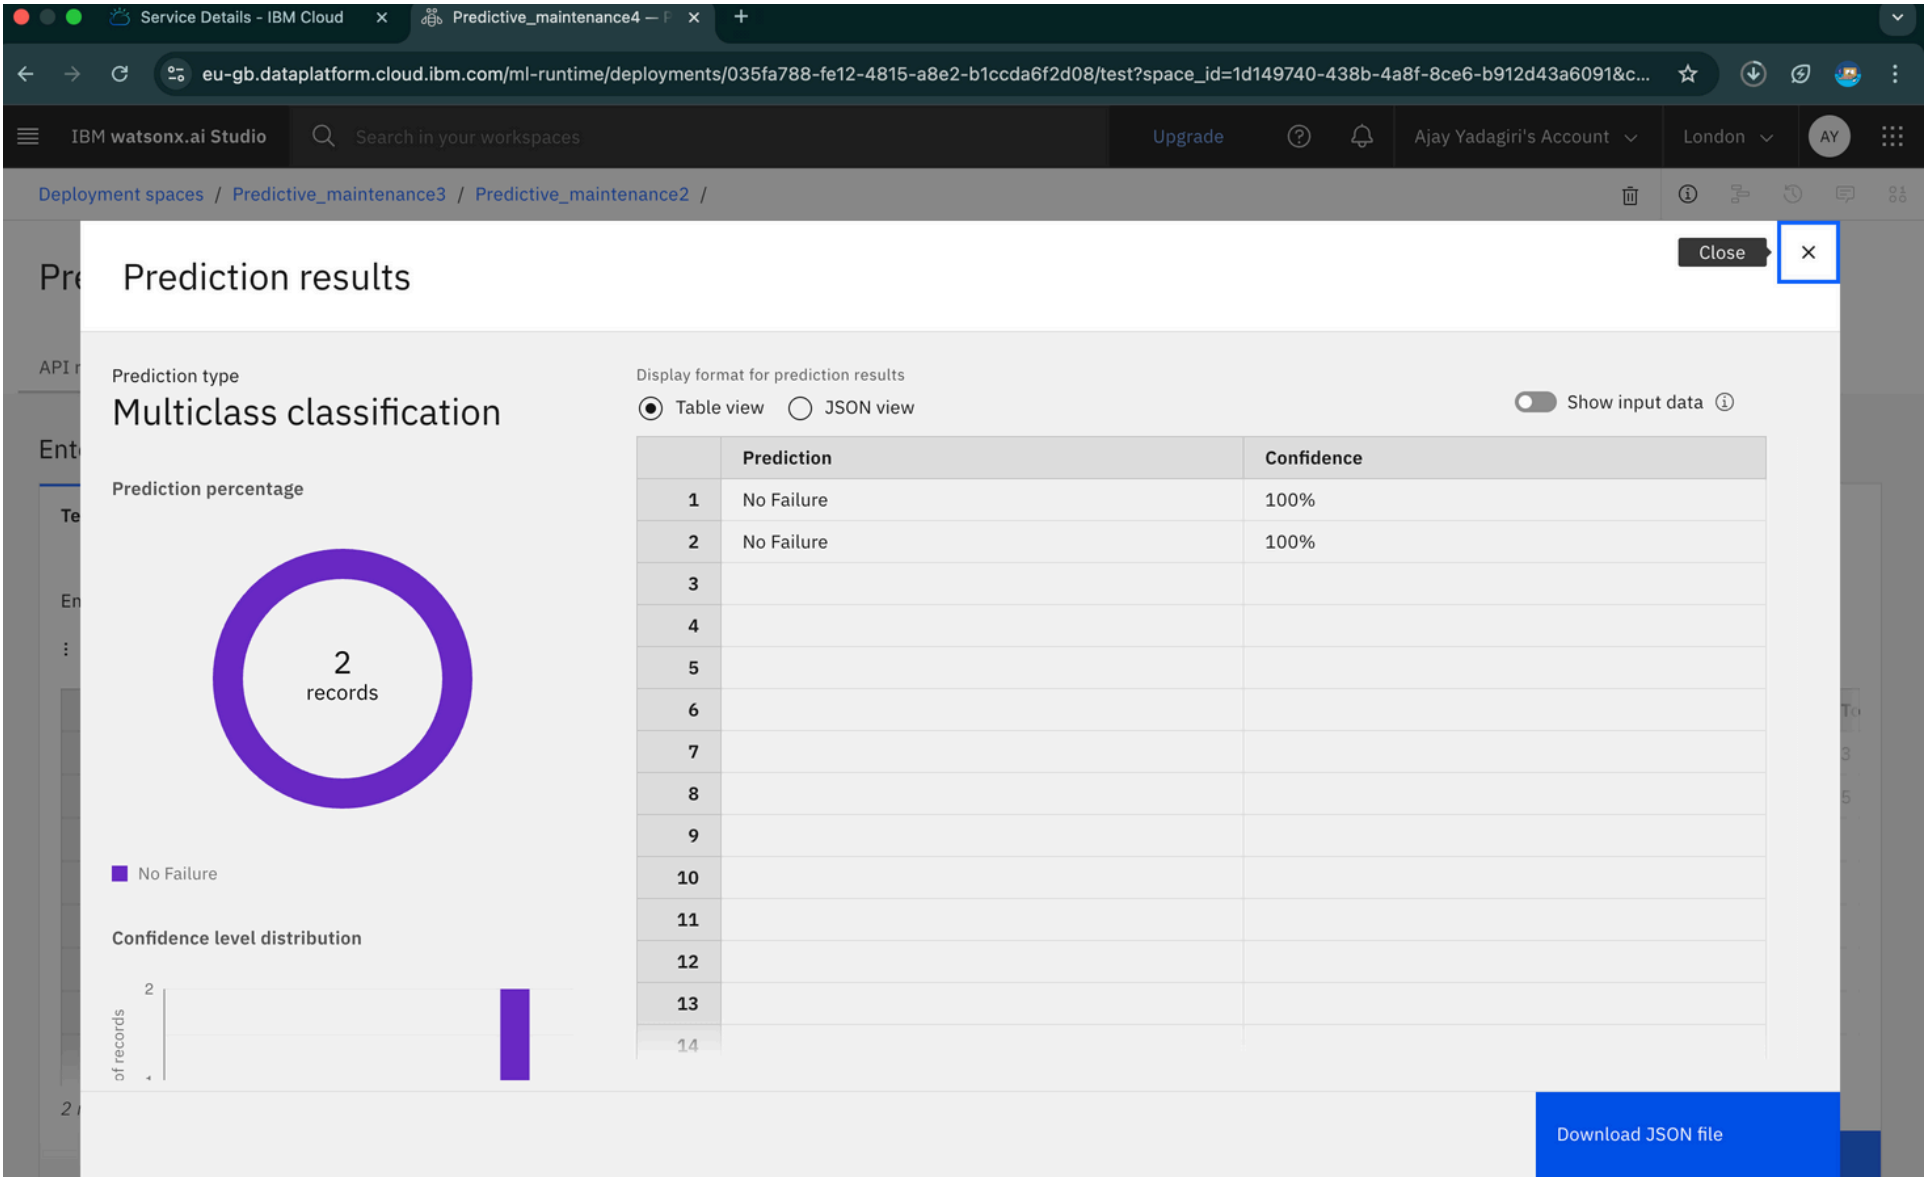 Service Details - IBM Cloud
Predictive_maintenance4 —
eu-gb.dataplatform.cloud.ibm.com/ml-runtime/deployments/035fa788-fe12-4815-a8e2-b1ccda6f2d08/test?space_id=1d149740-438b-4a8f-8ce6-b912d43a6091&c...
IBM watsonx.ai Studio
Search in your workspaces
Upgrade
Ajay Yadagiri's Account
London
AY
Deployment spaces / Predictive_maintenance3 / Predictive_maintenance2 /
Prediction results
Close
API
Prediction type
Multiclass classification
Display format for prediction results
Table view
JSON view
Show input data
Prediction percentage
2
records
No Failure
Confidence level distribution
2
of records
Prediction Confidence
1 No Failure 100%
2 No Failure 100%
3
4
5
6
7
8
9
10
11
12
13
14
Download JSON file